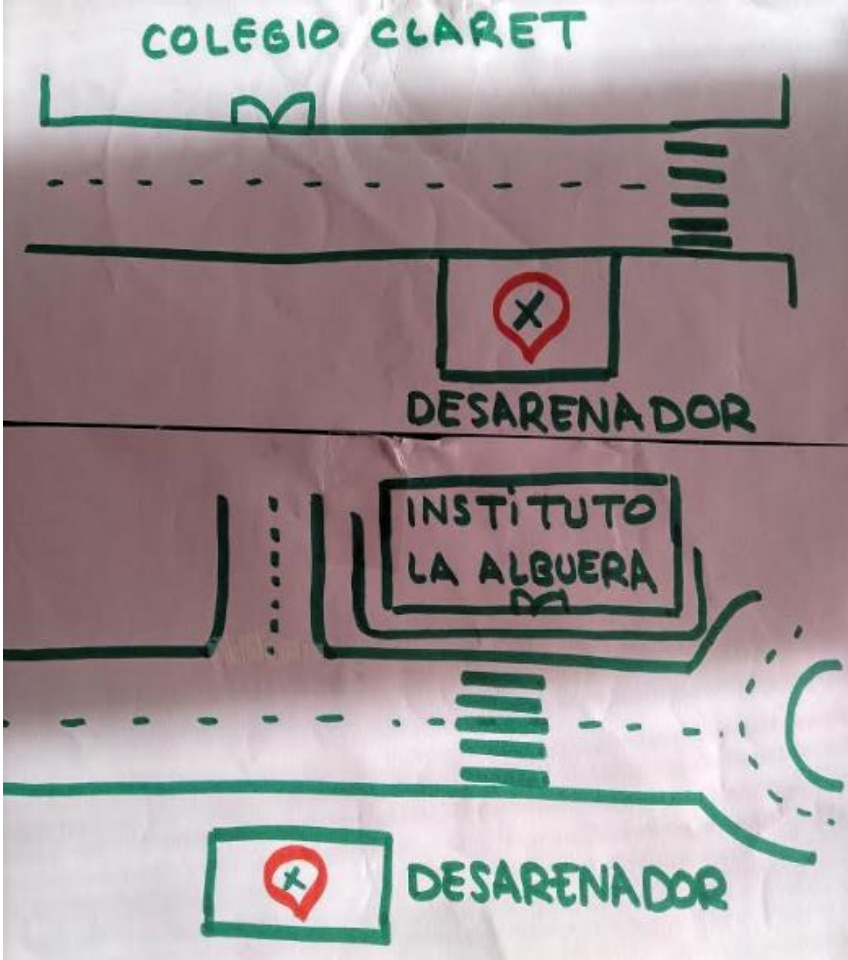 COLEGIO CLARET
X
DESARENADOR
INSTiTUTO
LA ALBUERA
X
DESARENADOR